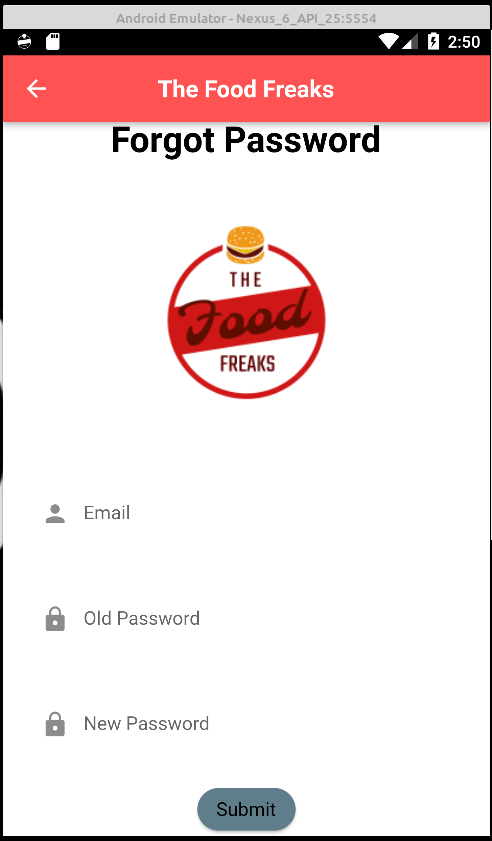 Android Emulator - Nexus_6_API_25:5554
2:50
The Food Freaks
Forgot Password
THE
Food
FREAKS
Email
Old Password
New Password
Submit